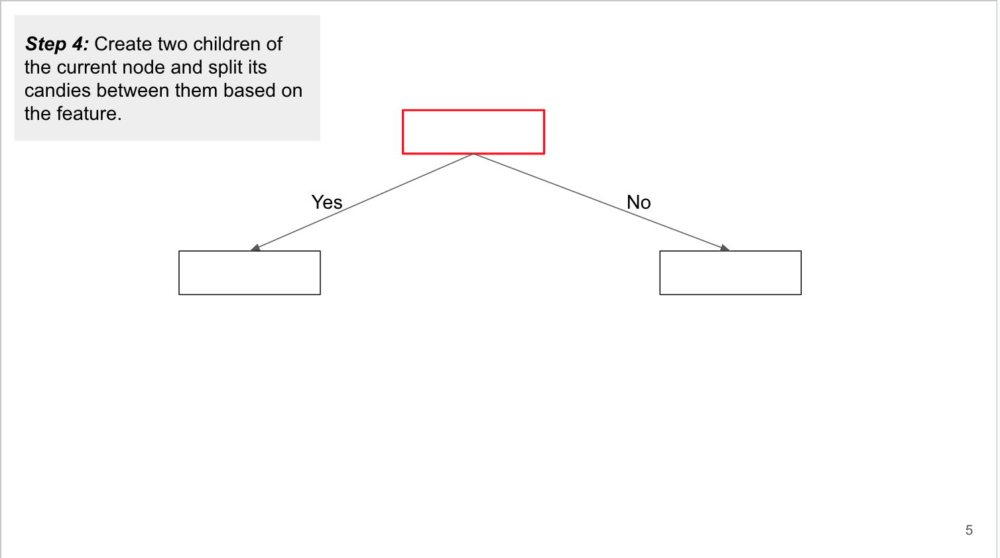 Step 4: Create two children of
the current node and split its
candies between them based on
the feature.
Yes
No
5